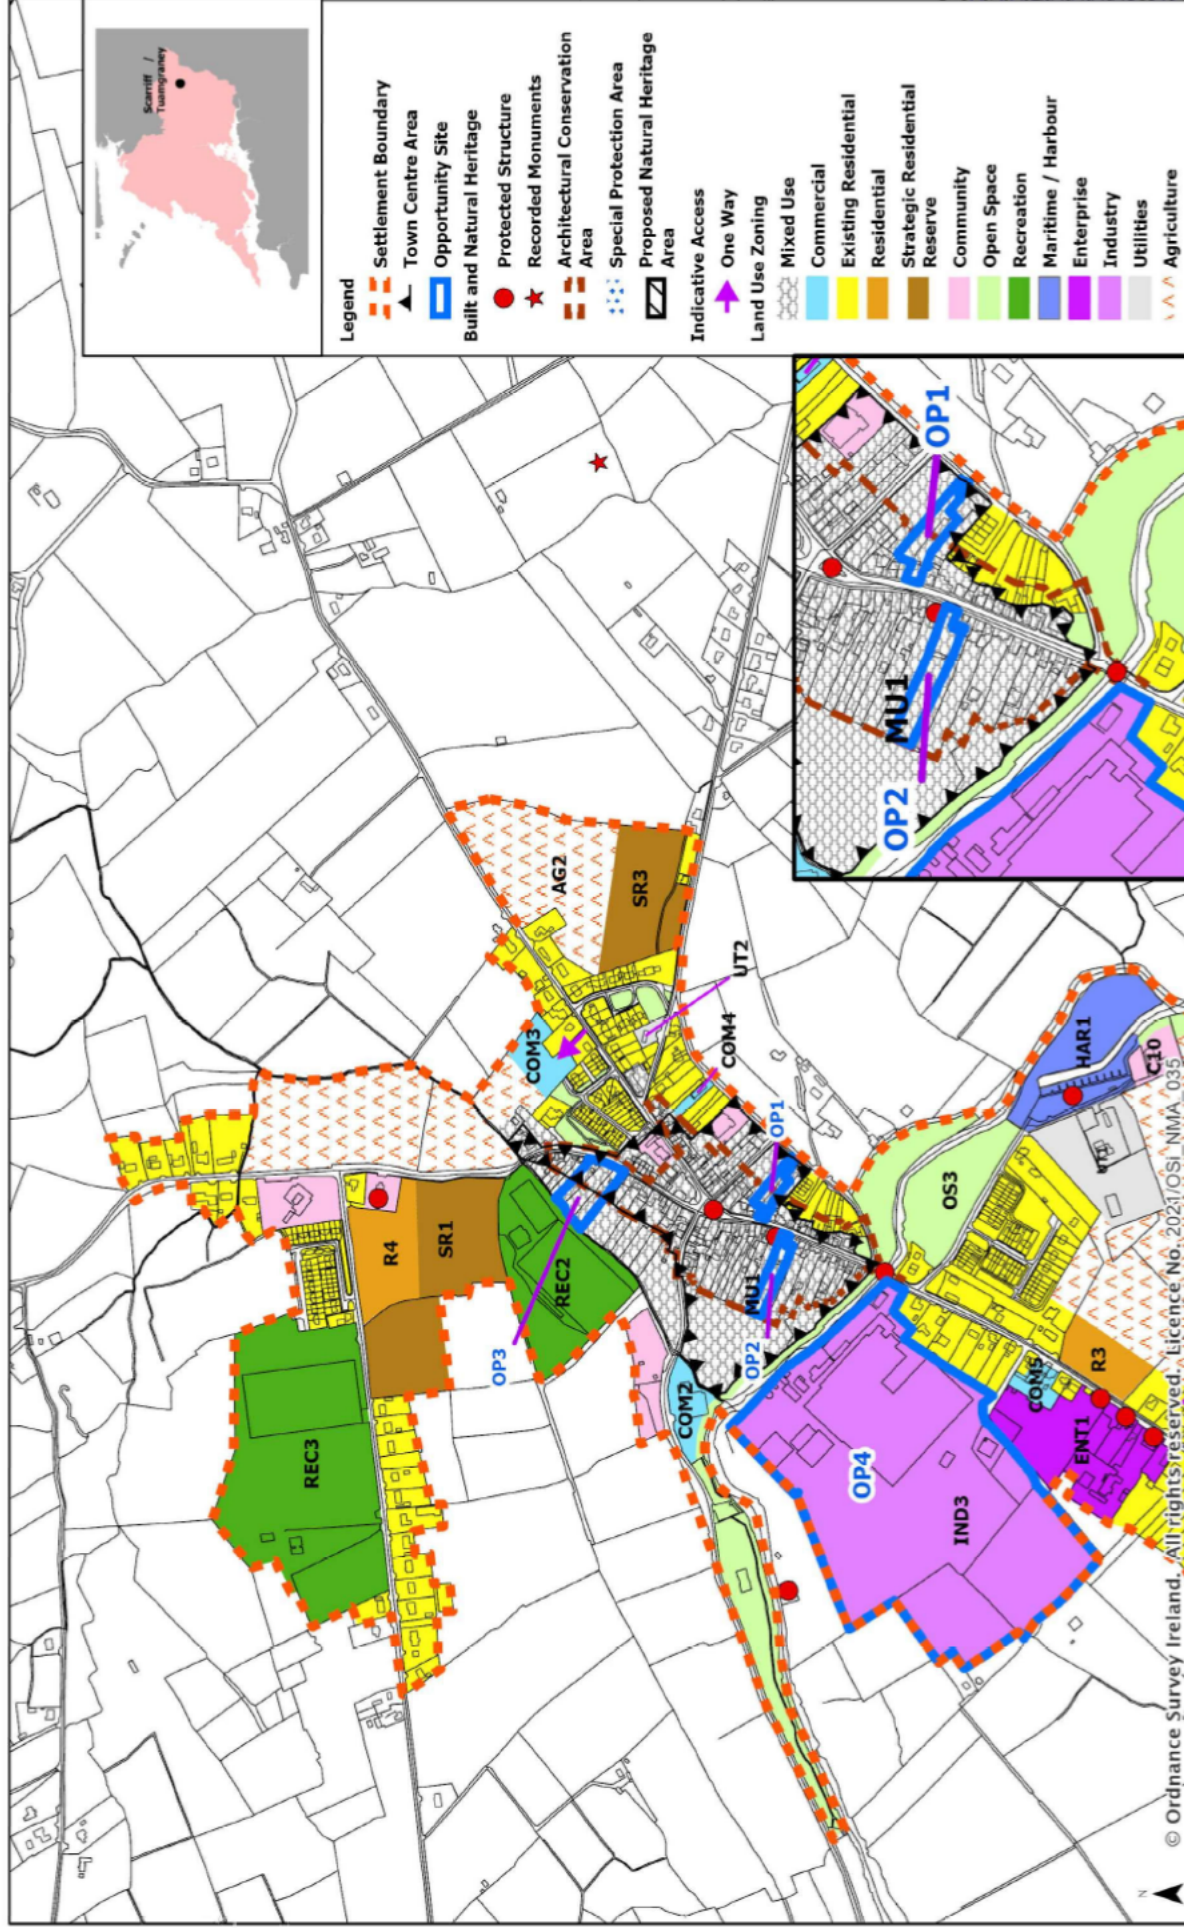 Scarriff /
Tuamgraney
Legend
Settlement Boundary
Town Centre Area
Opportunity Site
Built and Natural Heritage
Protected Structure
Recorded Monuments
Architectural Conservation
Area
Special Protection Area
Proposed Natural Heritage
Area
Indicative Access
One Way
Land Use Zoning
Mixed Use
Commercial
Existing Residential
Residential
Strategic Residential
Reserve
Community
Open Space
Recreation
Maritime / Harbour
Enterprise
Industry
Utilities
Agriculture
REC3
R4
SR1
REC2
OP3
COM3
AG2
SR3
UT2
COM4
OP1
MU1
OP2
COM2
OP4
IND3
OS3
HAR1
C10
UT1
R3
COM5
ENT1
OP1
MU1
OP2
N
© Ordnance Survey Ireland. All rights reserved. Licence No. 2021/OSi_NMA_035